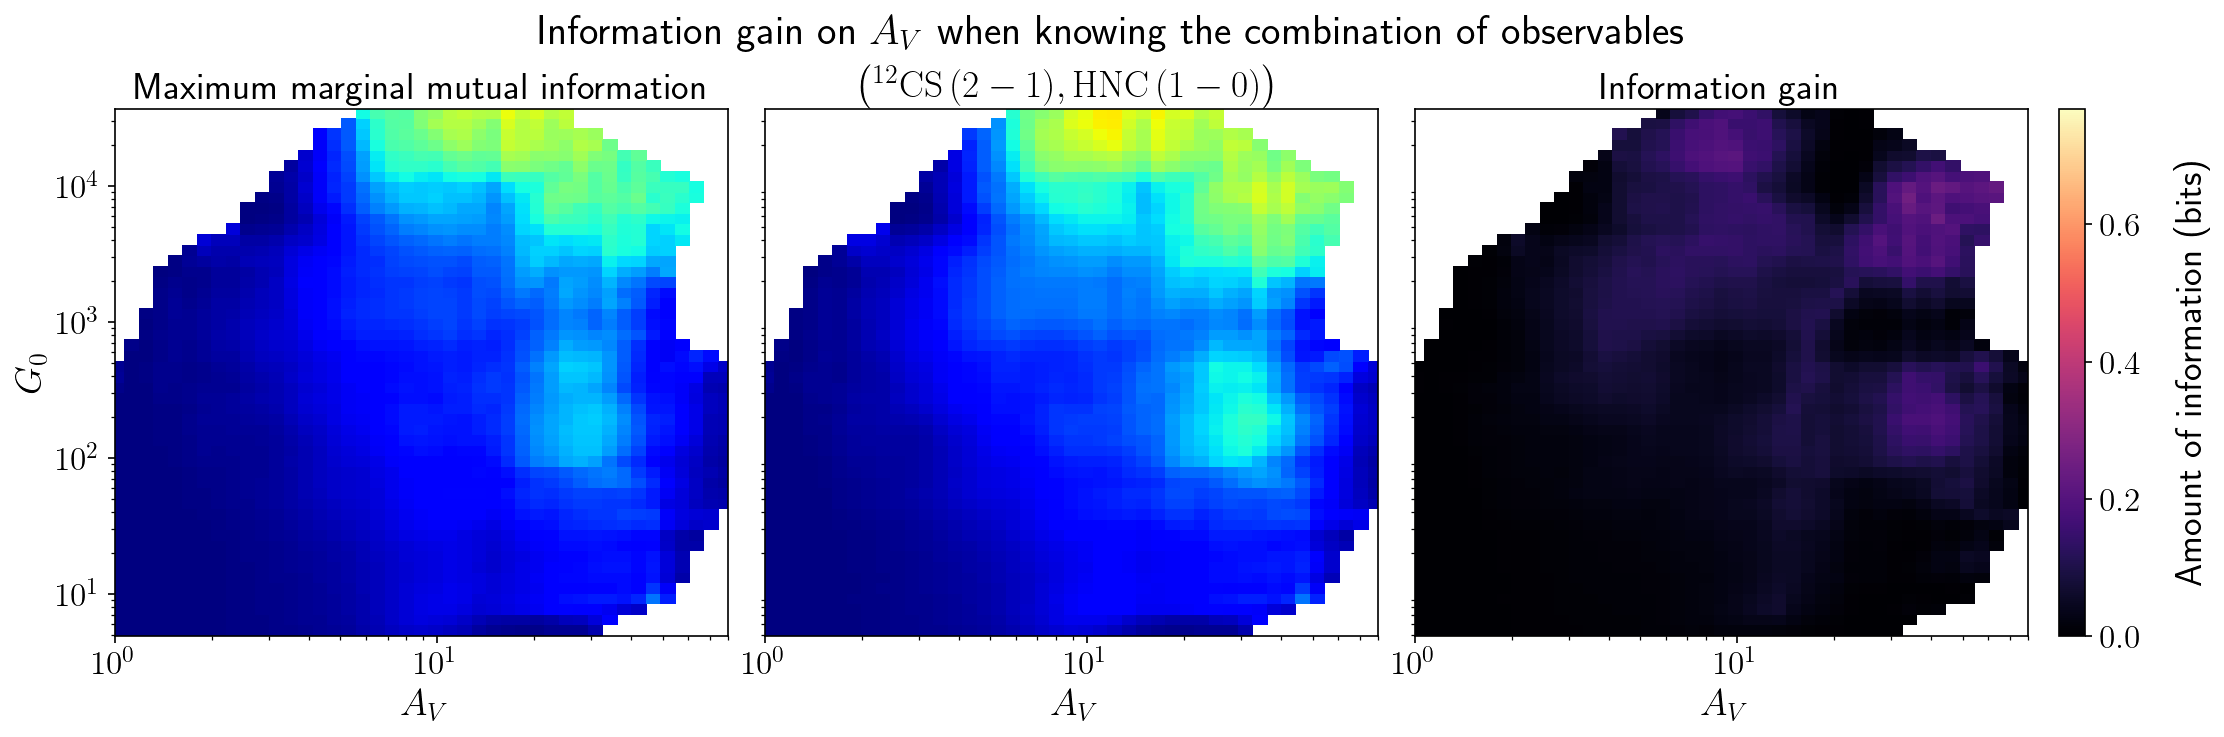 Information gain on A_V when knowing the combination of observables
Maximum marginal mutual information
(¹²CS (2 − 1), HNC (1 − 0))
Information gain
G₀
10⁴
10³
10²
10¹
10⁰
10¹
A_V
10⁰
10¹
A_V
10⁰
10¹
A_V
0.6
0.4
0.2
0.0
Amount of information (bits)